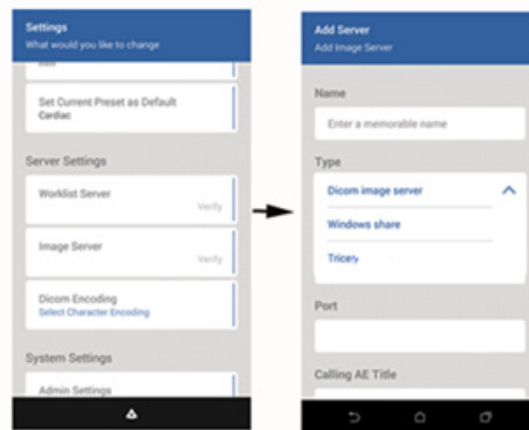 Settings
What would you like to change
Set Current Preset as Default
Cardiac
Server Settings
Worklist Server
Verify
Image Server
Verify
Dicom Encoding
Select Character Encoding
System Settings
Admin Settings
Add Server
Add Image Server
Name
Enter a memorable name
Type
Dicom image server
Windows share
Tricefy
Port
Calling AE Title